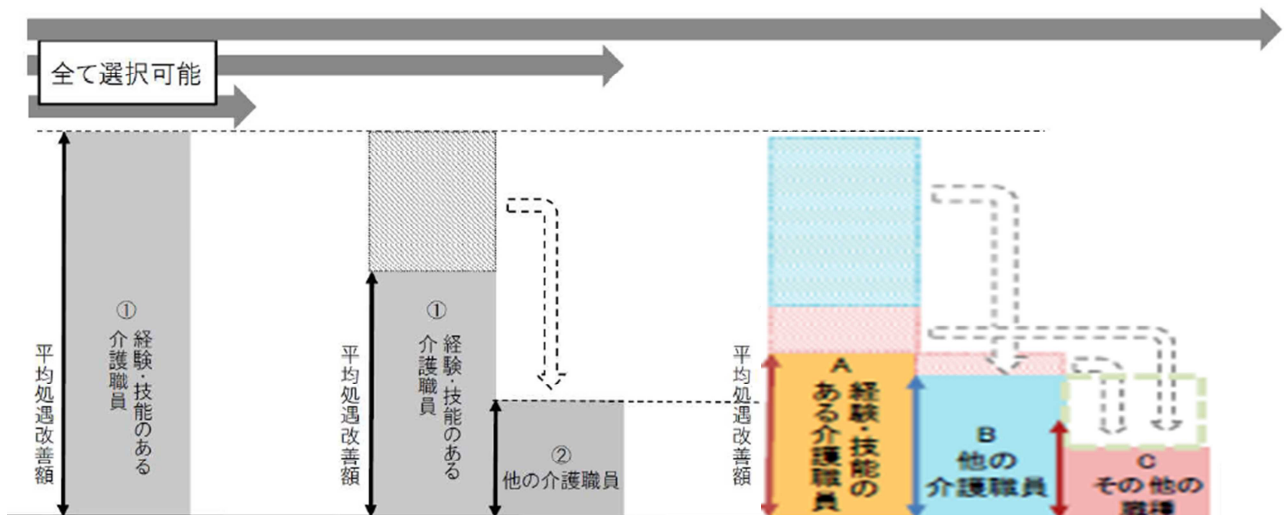 全て選択可能
平均処遇改善額
①
経験・技能のある
介護職員
平均処遇改善額
①
経験・技能のある
介護職員
②
他の介護職員
平均処遇改善額
A
経験・技能の
ある介護職員
B
他の
介護職員
C
その他の
職種